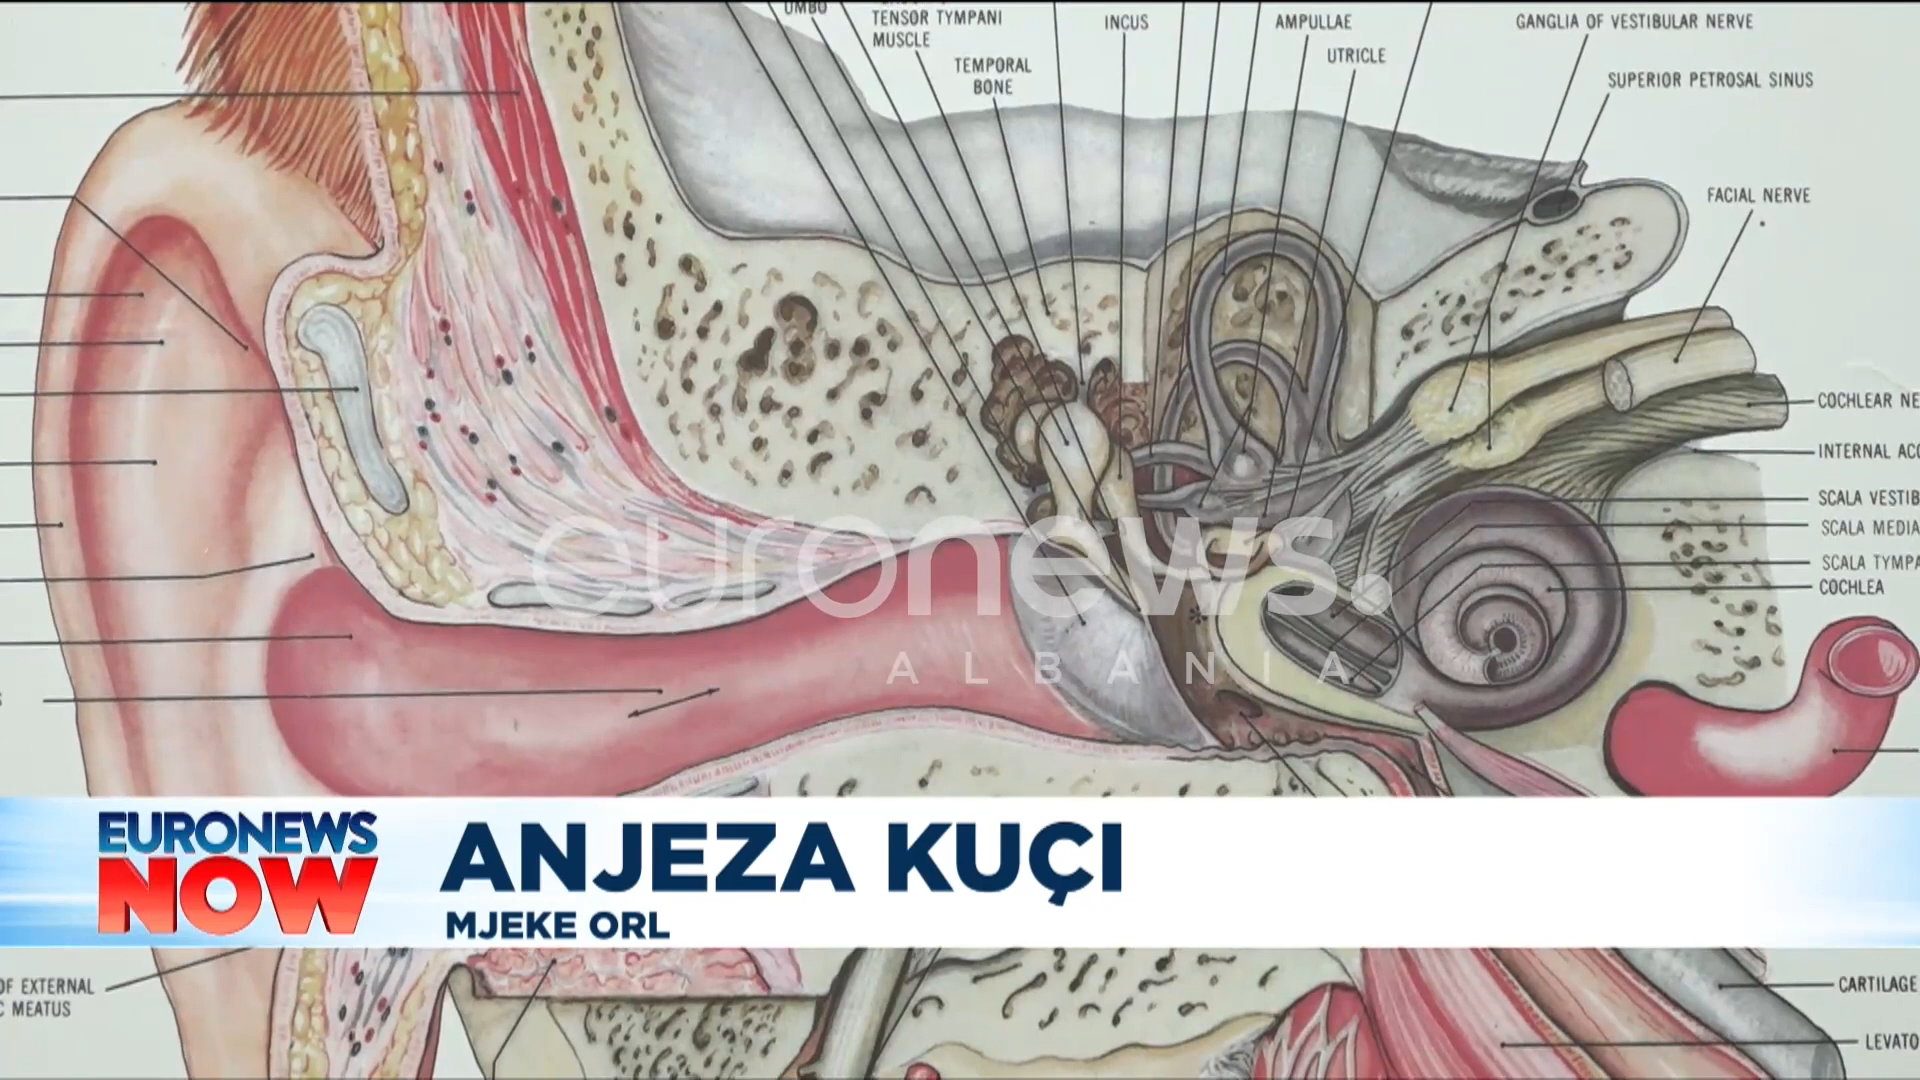 UMBO
TENSOR TYMPANI
MUSCLE
TEMPORAL
BONE
INCUS
AMPULLAE
UTRICLE
GANGLIA OF VESTIBULAR NERVE
SUPERIOR PETROSAL SINUS
FACIAL NERVE
COCHLEAR NE
INTERNAL ACO
SCALA VESTIB
SCALA MEDIA
SCALA TYMPA
COCHLEA
euronews.
ALBANIA
EURONEWS
NOW
ANJEZA KUÇI
MJEKE ORL
OF EXTERNAL
C MEATUS
CARTILAGE
LEVATO